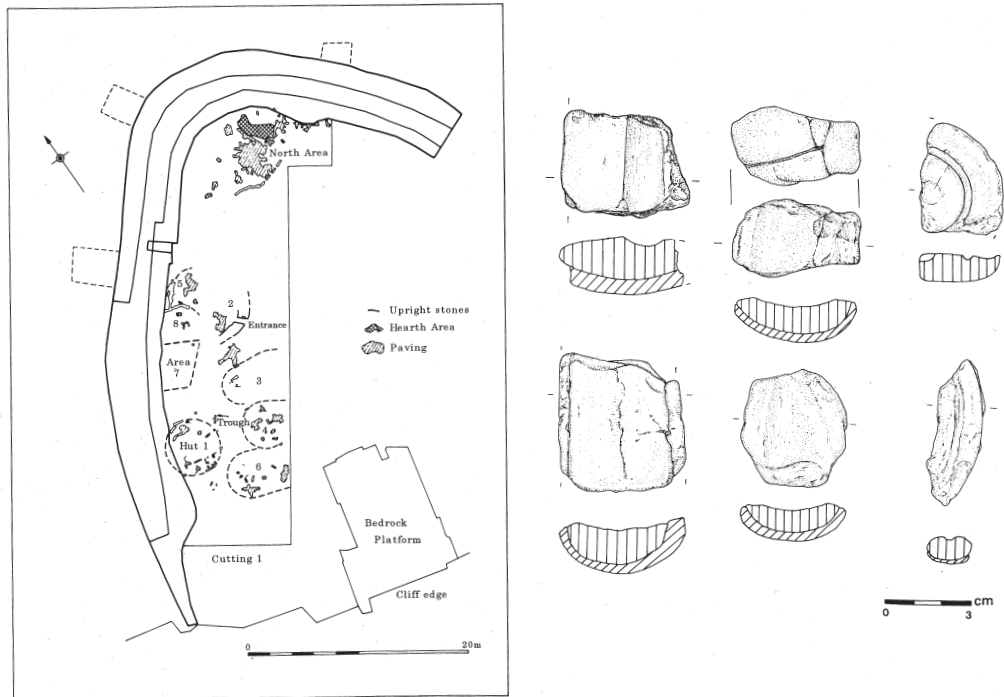 North Area
5
2
8
Entrance
Area
7
3
Trough
4
Hut 1
6
Upright stones
Hearth Area
Paving
Bedrock
Platform
Cutting 1
Cliff edge
0
20m
cm
0
3